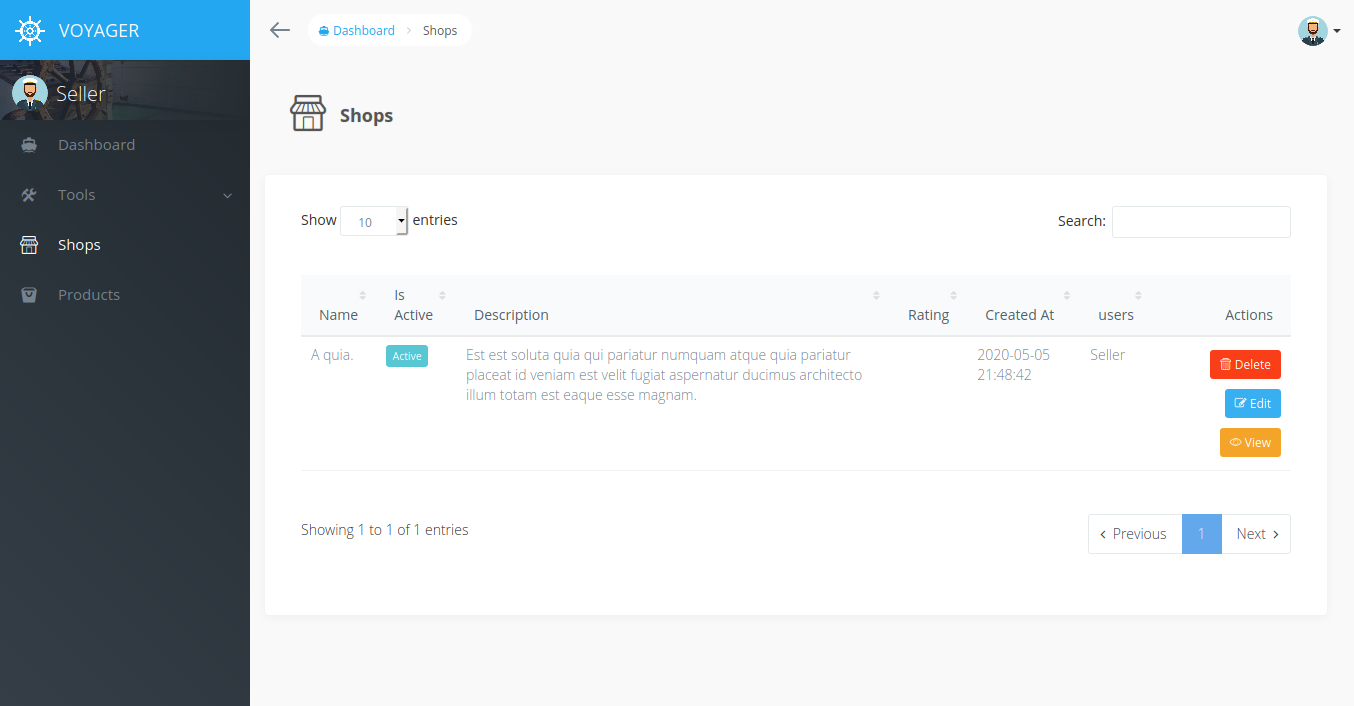 VOYAGER
Dashboard > Shops
Seller
Dashboard
Tools
Shops
Products
Shops
Show 10 entries
Search:
Name
Is
Active
Description
Rating
Created At
users
Actions
A quia.
Active
Est est soluta quia qui pariatur numquam atque quia pariatur
placeat id veniam est velit fugiat aspernatur ducimus architecto
illum totam est eaque esse magnam.
2020-05-05
21:48:42
Seller
Delete
Edit
View
Showing 1 to 1 of 1 entries
‹ Previous 1 Next ›